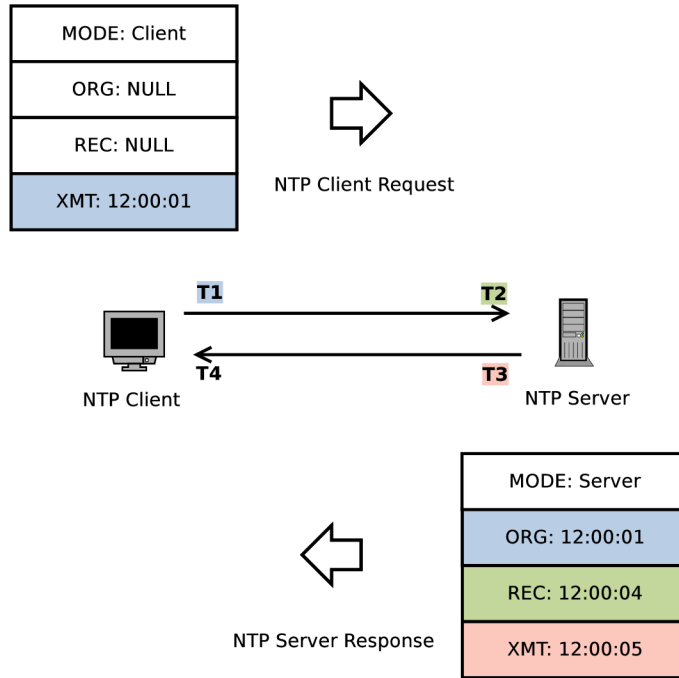 MODE: Client
ORG: NULL
REC: NULL
XMT: 12:00:01
NTP Client Request
T1
T2
T4
T3
NTP Client
NTP Server
MODE: Server
ORG: 12:00:01
REC: 12:00:04
XMT: 12:00:05
NTP Server Response